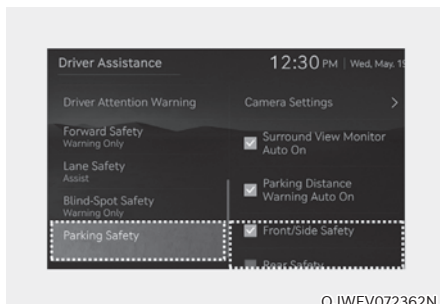 Driver Assistance
12:30 PM | Wed, May. 19
Driver Attention Warning
Forward Safety
Warning Only
Lane Safety
Assist
Blind-Spot Safety
Warning Only
Parking Safety
Camera Settings >
Surround View Monitor
Auto On
Parking Distance
Warning Auto On
Front/Side Safety
Rear Safety
OJWEV072362N